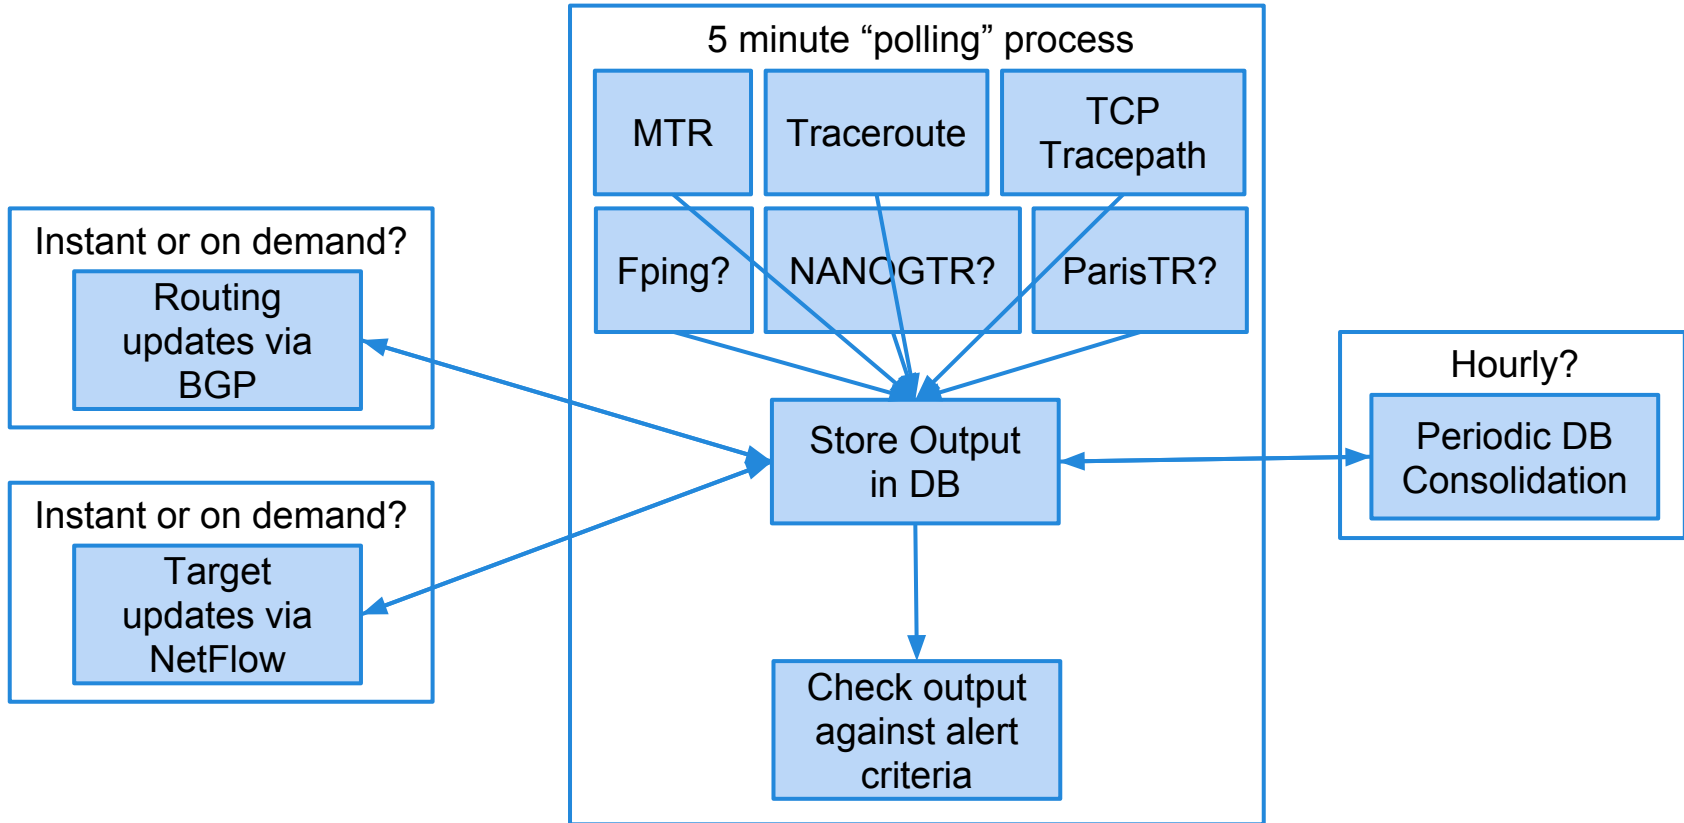 5 minute “polling” process
MTR
Traceroute
TCP
Tracepath
Fping?
NANOGTR?
ParisTR?
Instant or on demand?
Routing
updates via
BGP
Instant or on demand?
Target
updates via
NetFlow
Store Output
in DB
Hourly?
Periodic DB
Consolidation
Check output
against alert
criteria